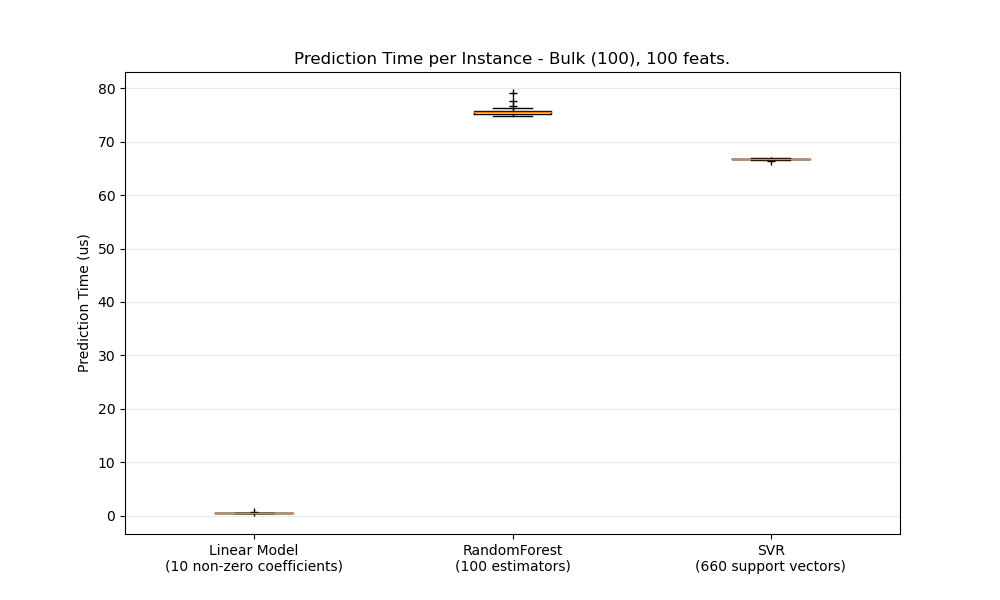 Prediction Time per Instance - Bulk (100), 100 feats.
80
70
60
50
40
30
20
10
0
Prediction Time (us)
Linear Model
(10 non-zero coefficients)
RandomForest
(100 estimators)
SVR
(660 support vectors)